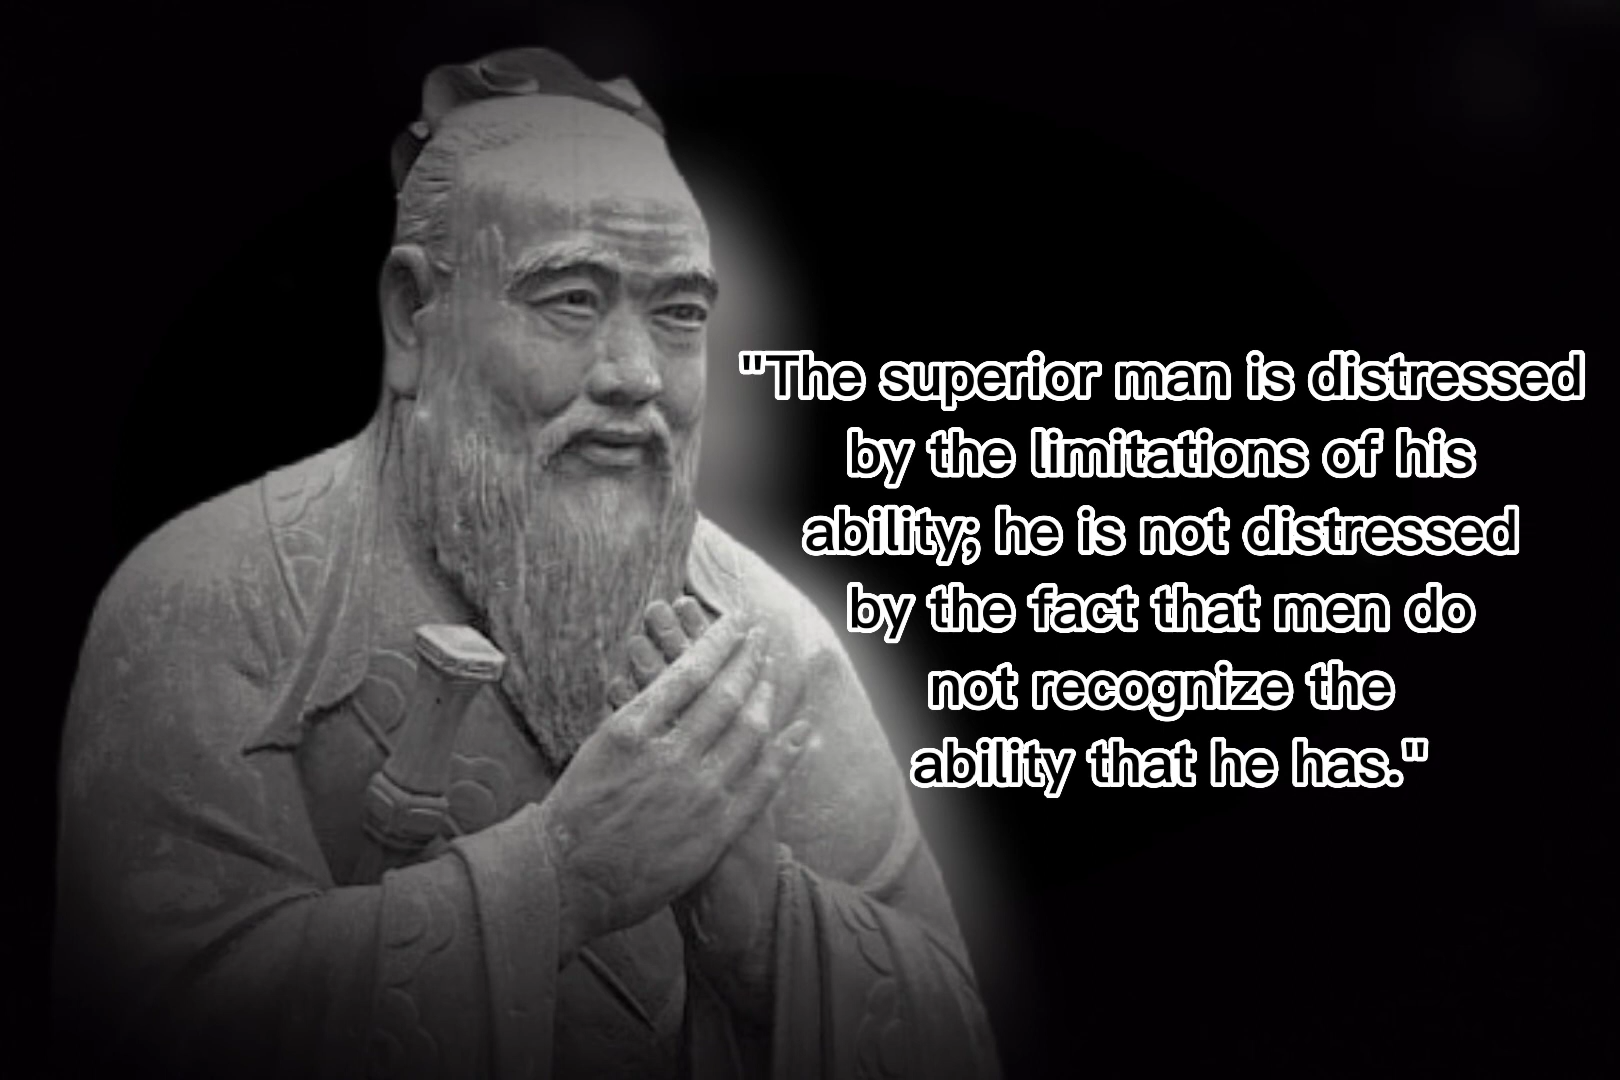 "The superior man is distressed
by the limitations of his
ability; he is not distressed
by the fact that men do
not recognize the
ability that he has."